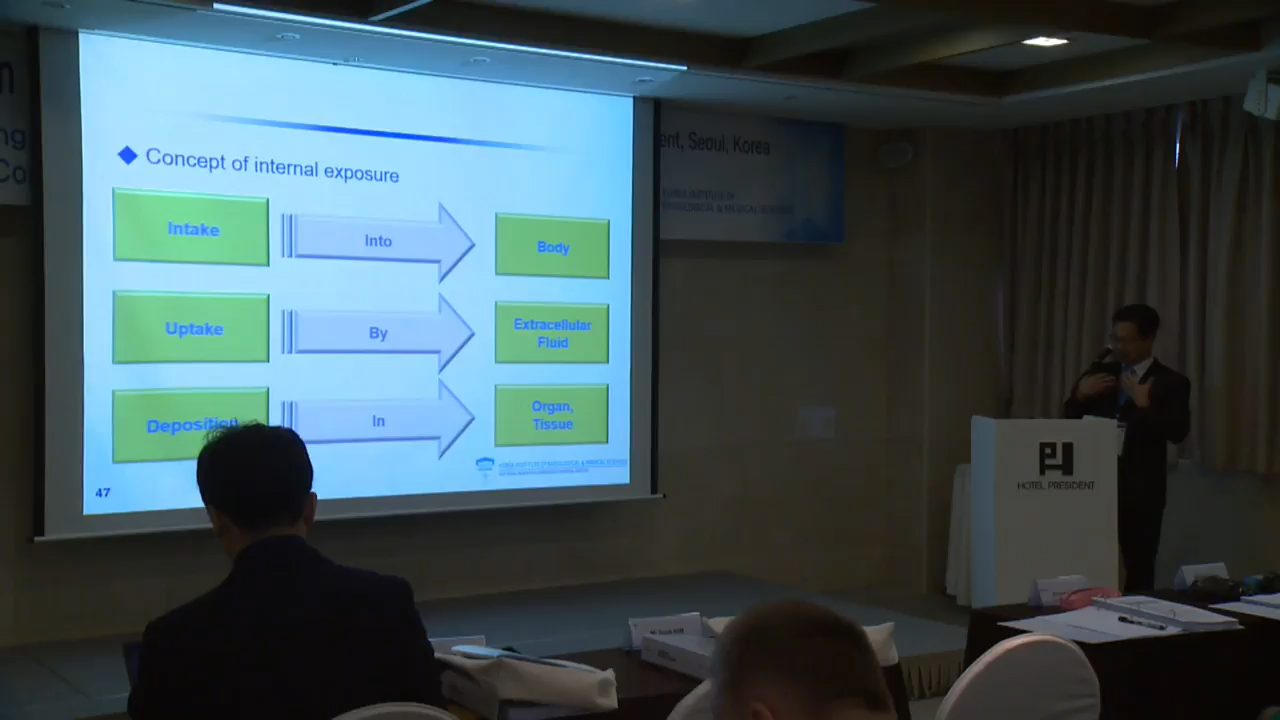 ent, Seoul, Korea
Concept of internal exposure
Intake
Into
Body
Uptake
By
Extracellular
Fluid
Deposition
In
Organ,
Tissue
47
HOTEL PRESIDENT